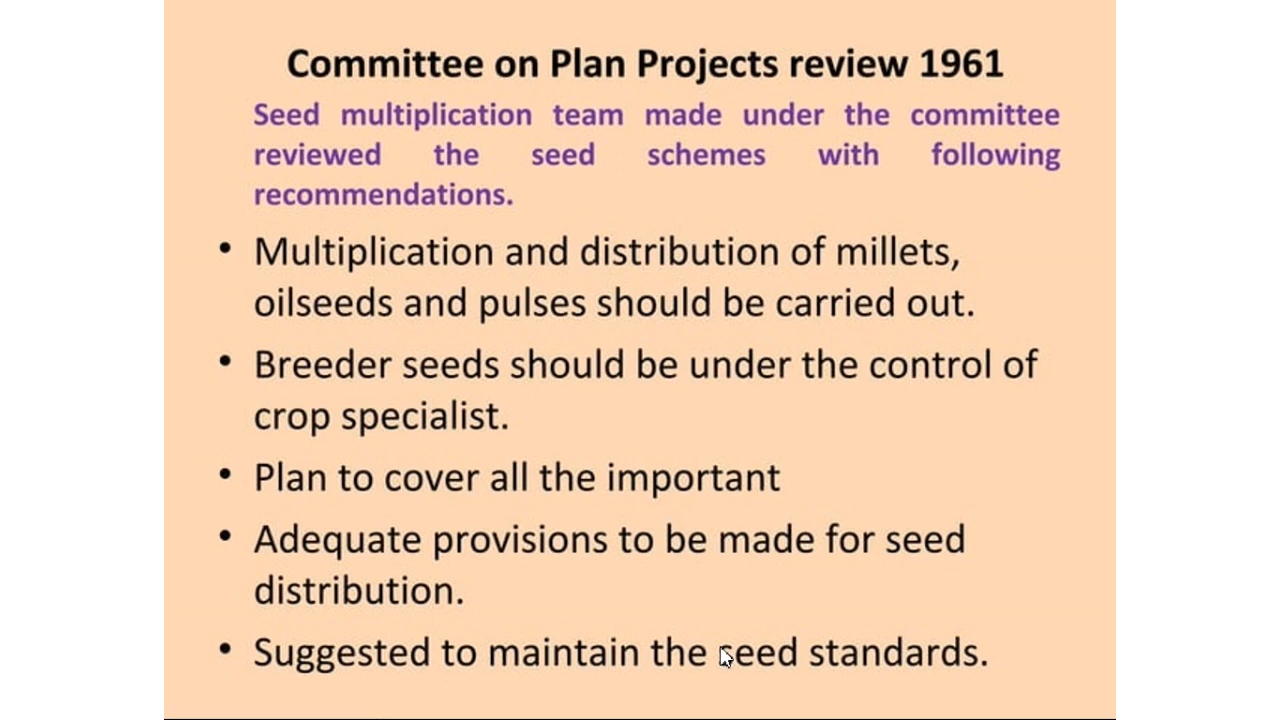 Committee on Plan Projects review 1961
Seed multiplication team made under the committee
reviewed the seed schemes with following
recommendations.
• Multiplication and distribution of millets,
oilseeds and pulses should be carried out.
• Breeder seeds should be under the control of
crop specialist.
• Plan to cover all the important
• Adequate provisions to be made for seed
distribution.
• Suggested to maintain the seed standards.